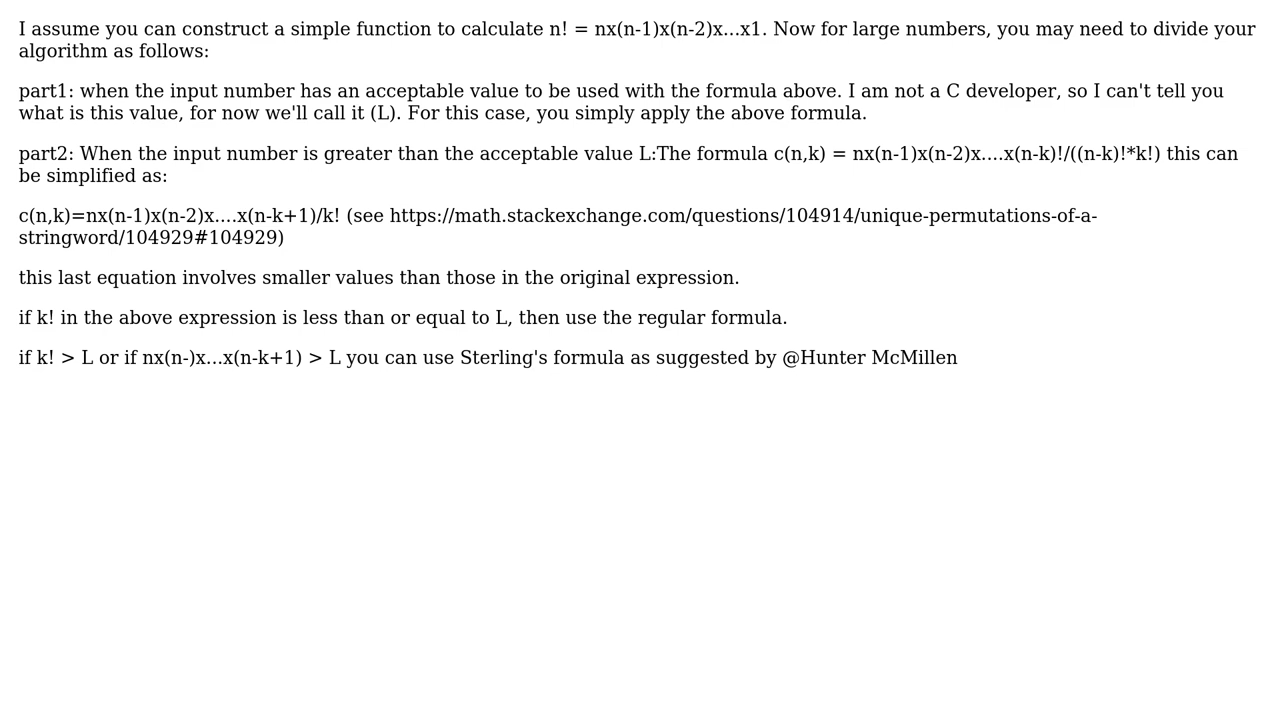 I assume you can construct a simple function to calculate n! = nx(n-1)x(n-2)x...x1. Now for large numbers, you may need to divide your
algorithm as follows:
part1: when the input number has an acceptable value to be used with the formula above. I am not a C developer, so I can't tell you
what is this value, for now we'll call it (L). For this case, you simply apply the above formula.
part2: When the input number is greater than the acceptable value L:The formula c(n,k) = nx(n-1)x(n-2)x....x(n-k)!/((n-k)!*k!) this can
be simplified as:
c(n,k)=nx(n-1)x(n-2)x....x(n-k+1)/k! (see https://math.stackexchange.com/questions/104914/unique-permutations-of-a-
stringword/104929#104929)
this last equation involves smaller values than those in the original expression.
if k! in the above expression is less than or equal to L, then use the regular formula.
if k! > L or if nx(n-)x...x(n-k+1) > L you can use Sterling's formula as suggested by @Hunter McMillen